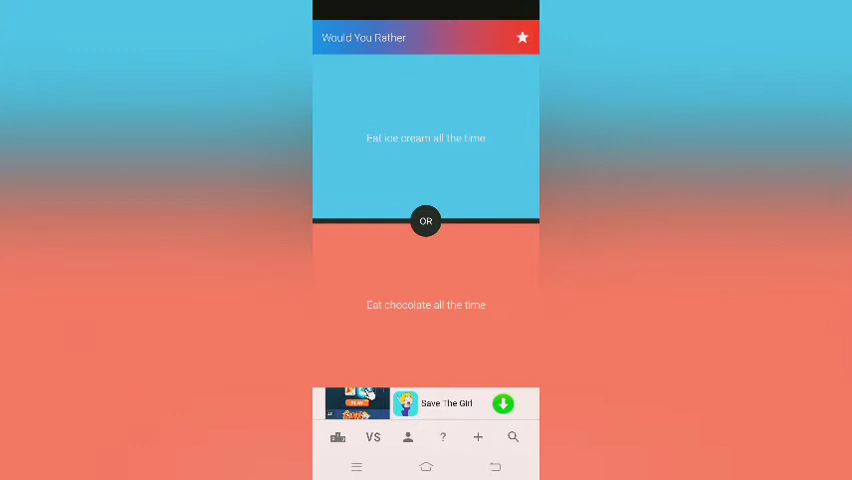 Would You Rather
Eat ice cream all the time
OR
Eat chocolate all the time
Save The Girl
VS
?